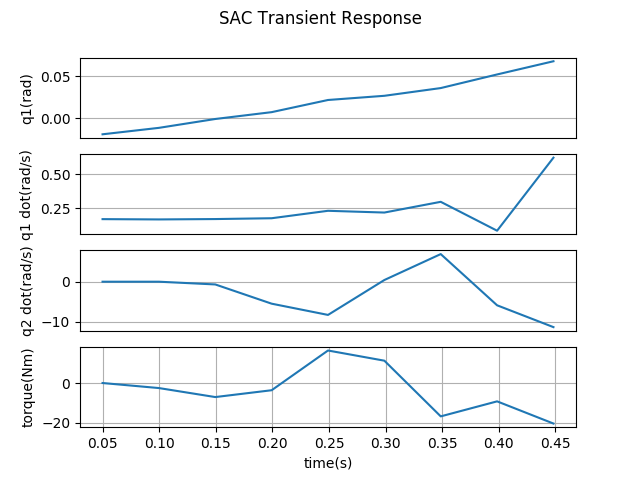 SAC Transient Response
q1(rad)
0.05
0.00
q1 dot(rad/s)
0.50
0.25
q2 dot(rad/s)
0
−10
torque(Nm)
0
−20
0.05 0.10 0.15 0.20 0.25 0.30 0.35 0.40 0.45
time(s)